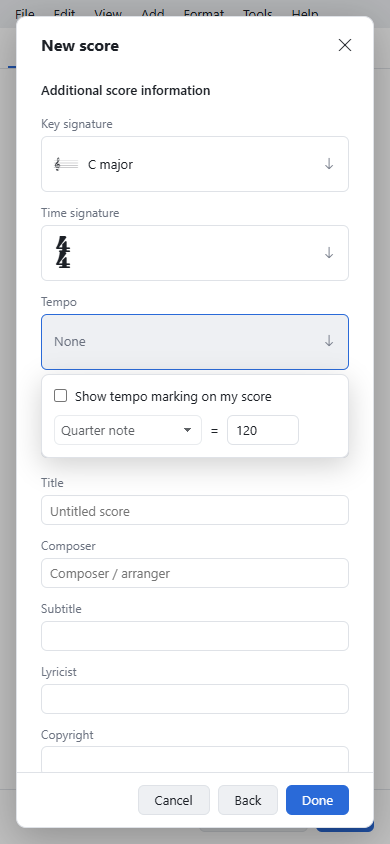 File Edit View Add Format Tools Help
New score
Additional score information
Key signature
C major
Time signature
4
4
Tempo
None
Show tempo marking on my score
Quarter note = 120
Title
Untitled score
Composer
Composer / arranger
Subtitle
Lyricist
Copyright
Cancel Back Done